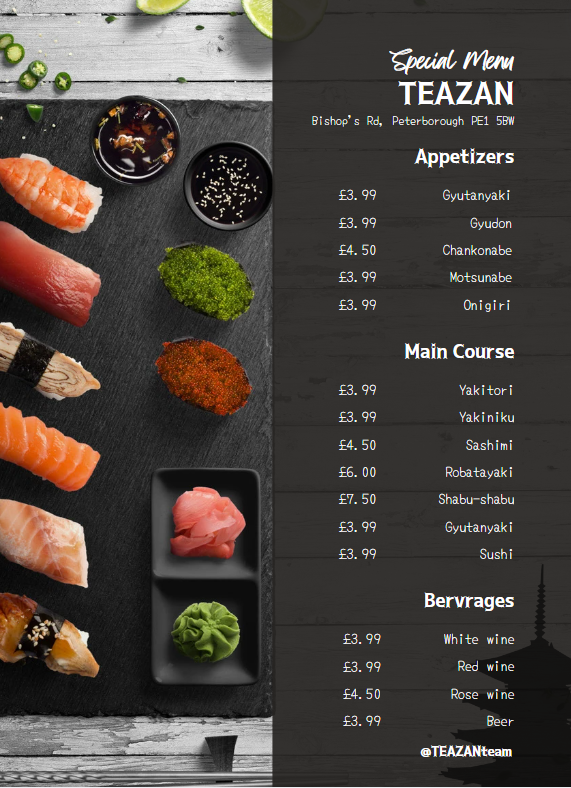 Special Menu
TEAZAN
Bishop's Rd, Peterborough PE1 5BW
Appetizers
£3.99 Gyutanyaki
£3.99 Gyudon
£4.50 Chankonabe
£3.99 Motsunabe
£3.99 Onigiri
Main Course
£3.99 Yakitori
£3.99 Yakiniku
£4.50 Sashimi
£6.00 Robatayaki
£7.50 Shabu-shabu
£3.99 Gyutanyaki
£3.99 Sushi
Bervrages
£3.99 White wine
£3.99 Red wine
£4.50 Rose wine
£3.99 Beer
@TEAZANteam